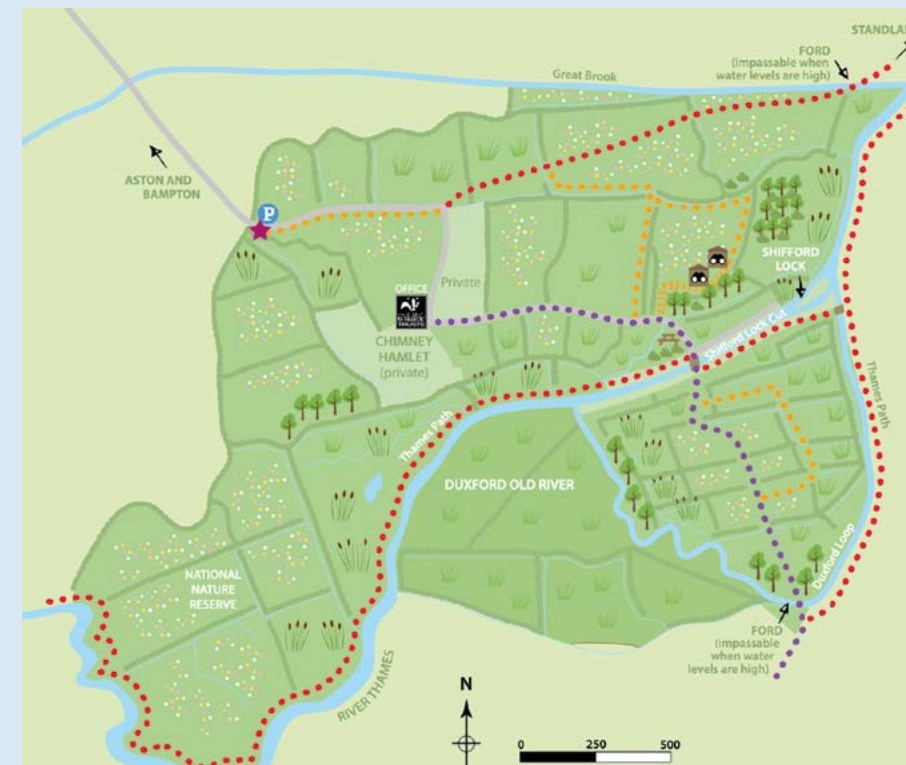 STANDLA
FORD
(impassable when
water levels are high)
Great Brook
ASTON AND
BAMPTON
P
SHIFFORD
LOCK
OFFICE
Private
CHIMNEY
HAMLET
(private)
Shifford Lock Cut
Thames Path
Thames Path
DUXFORD OLD RIVER
Duxford Loop
NATIONAL
NATURE
RESERVE
FORD
(impassable
when water
levels are high)
RIVER THAMES
N
0 250 500